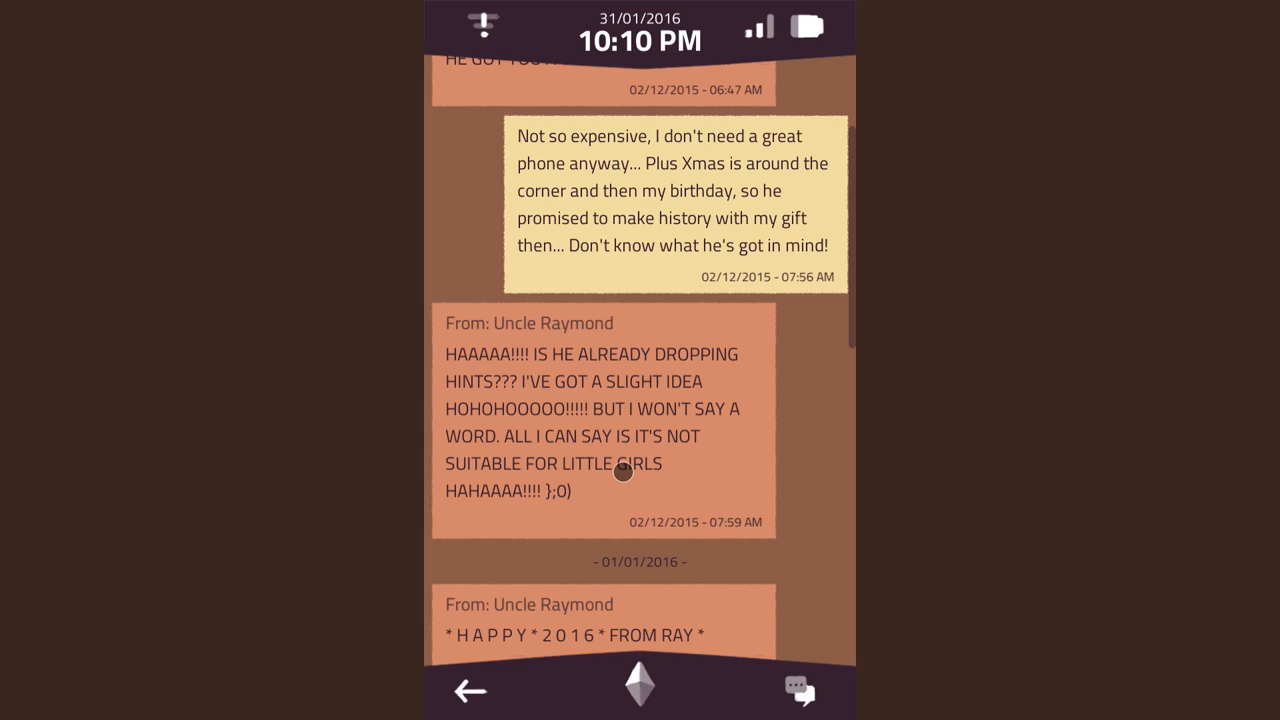 31/01/2016
10:10 PM
02/12/2015 - 06:47 AM
Not so expensive, I don't need a great
phone anyway... Plus Xmas is around the
corner and then my birthday, so he
promised to make history with my gift
then... Don't know what he's got in mind!
02/12/2015 - 07:56 AM
From: Uncle Raymond
HAAAAA!!!! IS HE ALREADY DROPPING
HINTS??? I'VE GOT A SLIGHT IDEA
HOHOHOOOOO!!!!! BUT I WON'T SAY A
WORD. ALL I CAN SAY IS IT'S NOT
SUITABLE FOR LITTLE GIRLS
HAHAAAA!!!! };0)
02/12/2015 - 07:59 AM
- 01/01/2016 -
From: Uncle Raymond
* H A P P Y * 2 0 1 6 * FROM RAY *